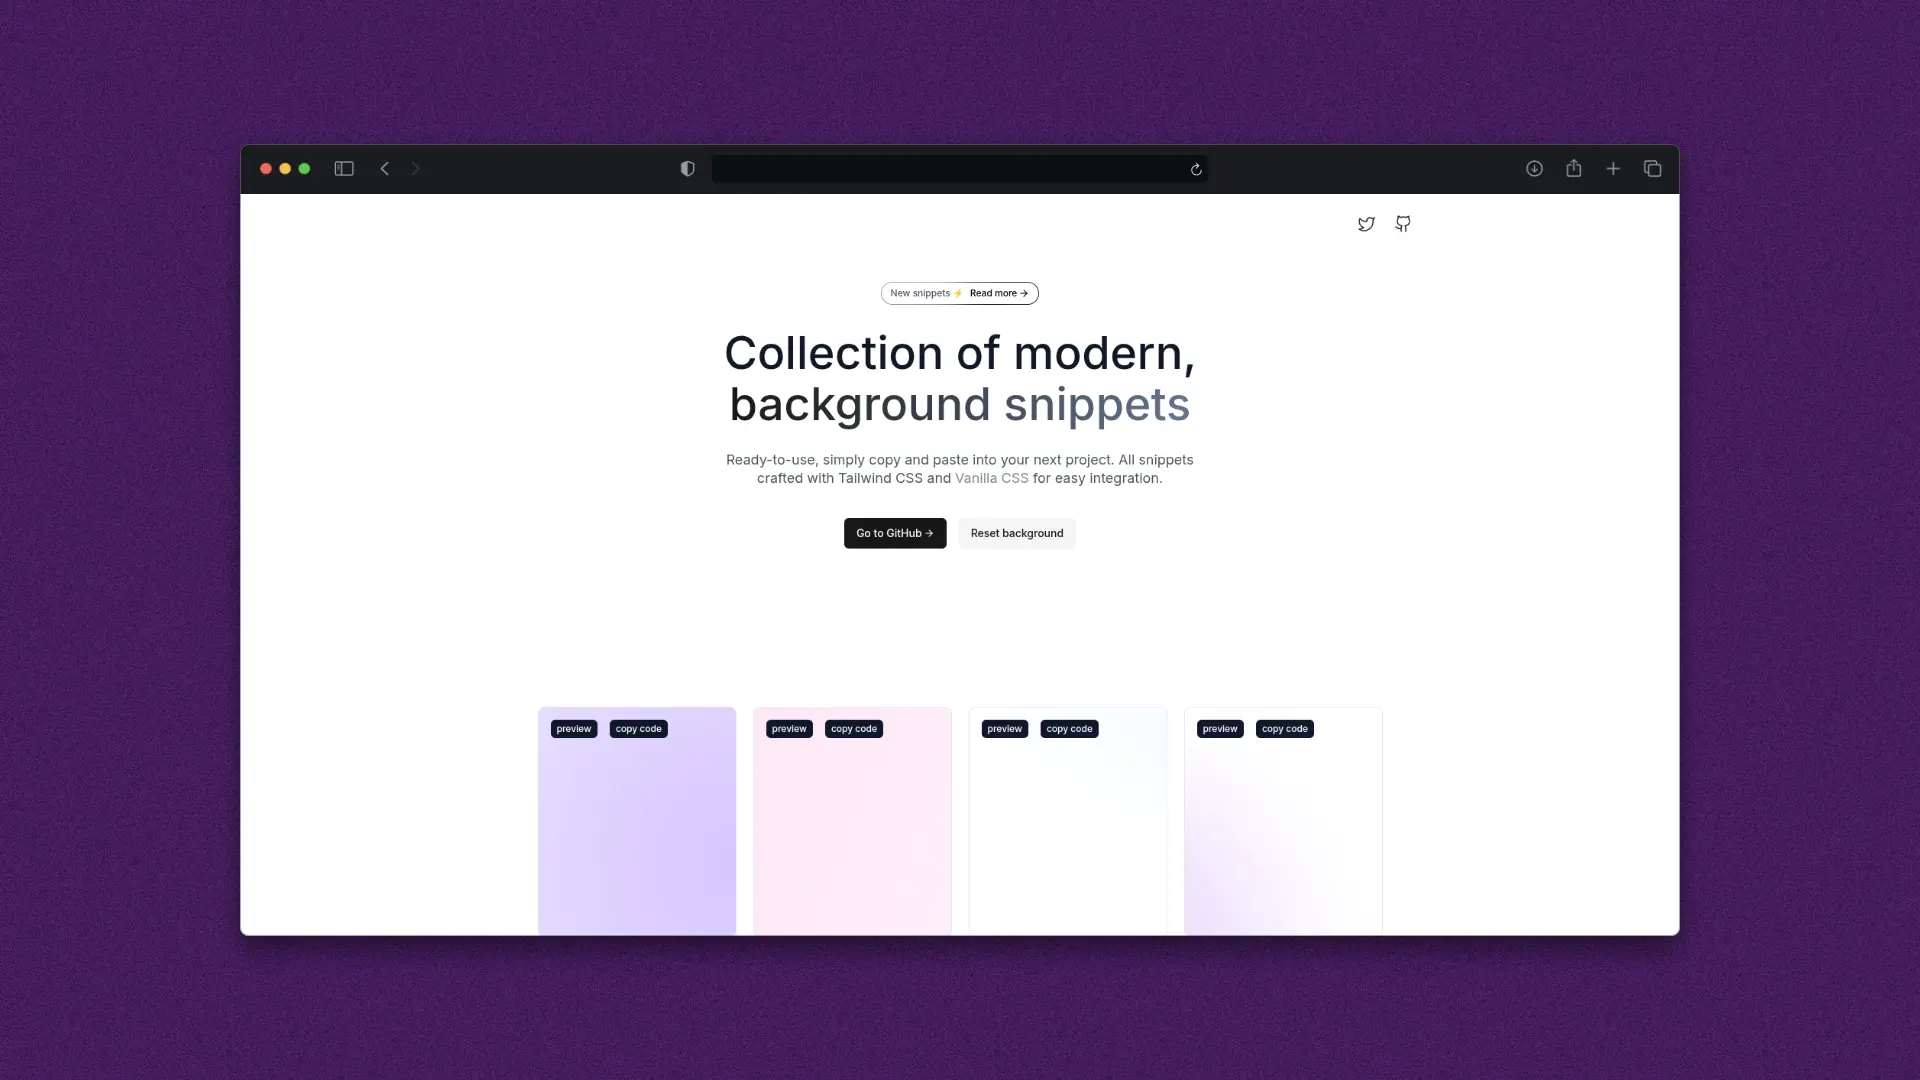 New snippets ⚡ Read more →
Collection of modern,
background snippets
Ready-to-use, simply copy and paste into your next project. All snippets
crafted with Tailwind CSS and Vanilla CSS for easy integration.
Go to GitHub → Reset background
preview copy code preview copy code preview copy code preview copy code